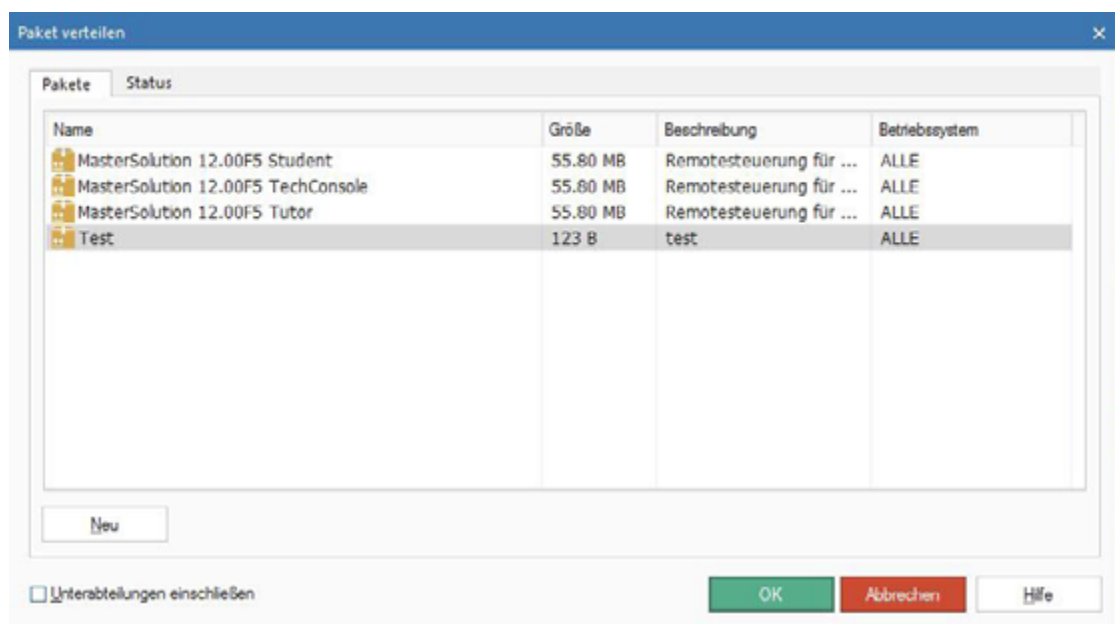 Paket verteilen
Pakete Status
Name Größe Beschreibung Betriebssystem
MasterSolution 12.00F5 Student 55.80 MB Remotesteuerung für ... ALLE
MasterSolution 12.00F5 TechConsole 55.80 MB Remotesteuerung für ... ALLE
MasterSolution 12.00F5 Tutor 55.80 MB Remotesteuerung für ... ALLE
Test 123 B test ALLE
Neu
Unterabteilungen einschließen OK Abbrechen Hilfe